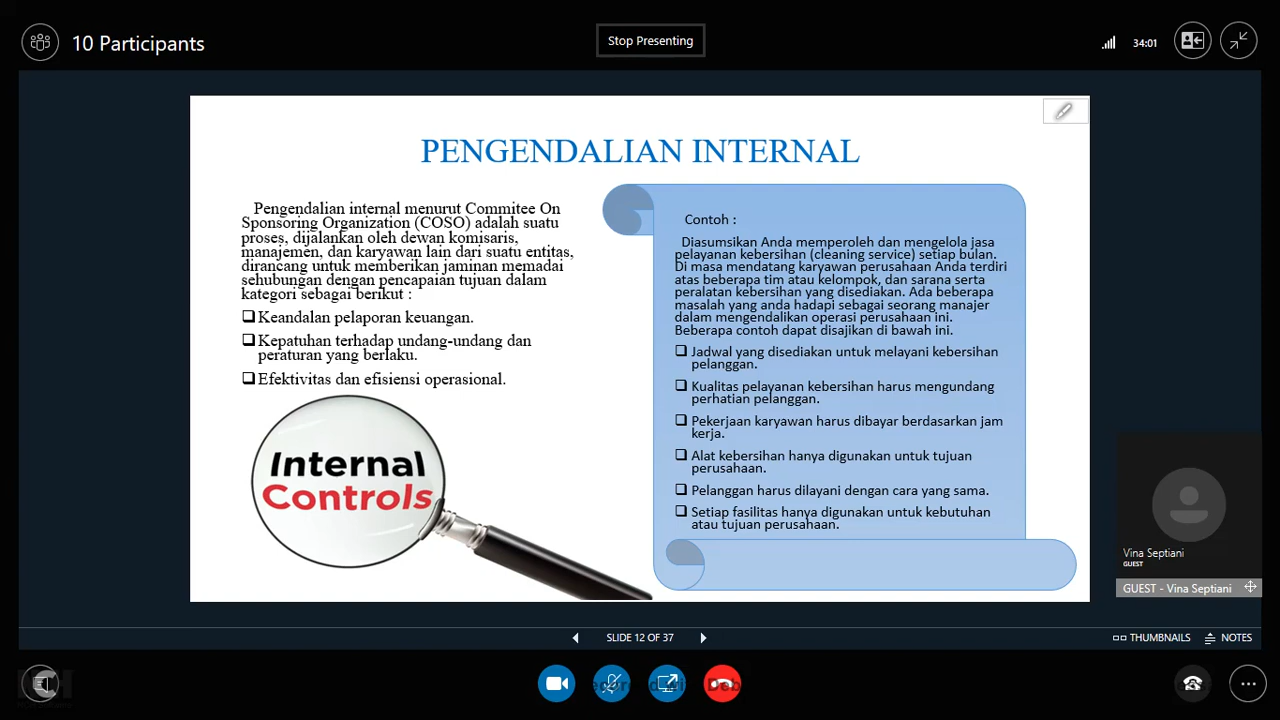 10 Participants
Stop Presenting
34:01
PENGENDALIAN INTERNAL
Pengendalian internal menurut Commitee On
Sponsoring Organization (COSO) adalah suatu
proses, dijalankan oleh dewan komisaris,
manajemen, dan karyawan lain dari suatu entitas,
dirancang untuk memberikan jaminan memadai
sehubungan dengan pencapaian tujuan dalam
kategori sebagai berikut :
Keandalan pelaporan keuangan.
Kepatuhan terhadap undang-undang dan
peraturan yang berlaku.
Efektivitas dan efisiensi operasional.
Internal
Controls
Contoh :
Diasumsikan Anda memperoleh dan mengelola jasa
pelayanan kebersihan (cleaning service) setiap bulan.
Di masa mendatang karyawan perusahaan Anda terdiri
atas beberapa tim atau kelompok, dan sarana serta
peralatan kebersihan yang disediakan. Ada beberapa
masalah yang anda hadapi sebagai seorang manajer
dalam mengendalikan operasi perusahaan ini.
Beberapa contoh dapat disajikan di bawah ini.
Jadwal yang disediakan untuk melayani kebersihan
pelanggan.
Kualitas pelayanan kebersihan harus mengundang
perhatian pelanggan.
Pekerjaan karyawan harus dibayar berdasarkan jam
kerja.
Alat kebersihan hanya digunakan untuk tujuan
perusahaan.
Pelanggan harus dilayani dengan cara yang sama.
Setiap fasilitas hanya digunakan untuk kebutuhan
atau tujuan perusahaan.
Vina Septiani
GUEST
GUEST - Vina Septiani
SLIDE 12 OF 37
THUMBNAILS
NOTES